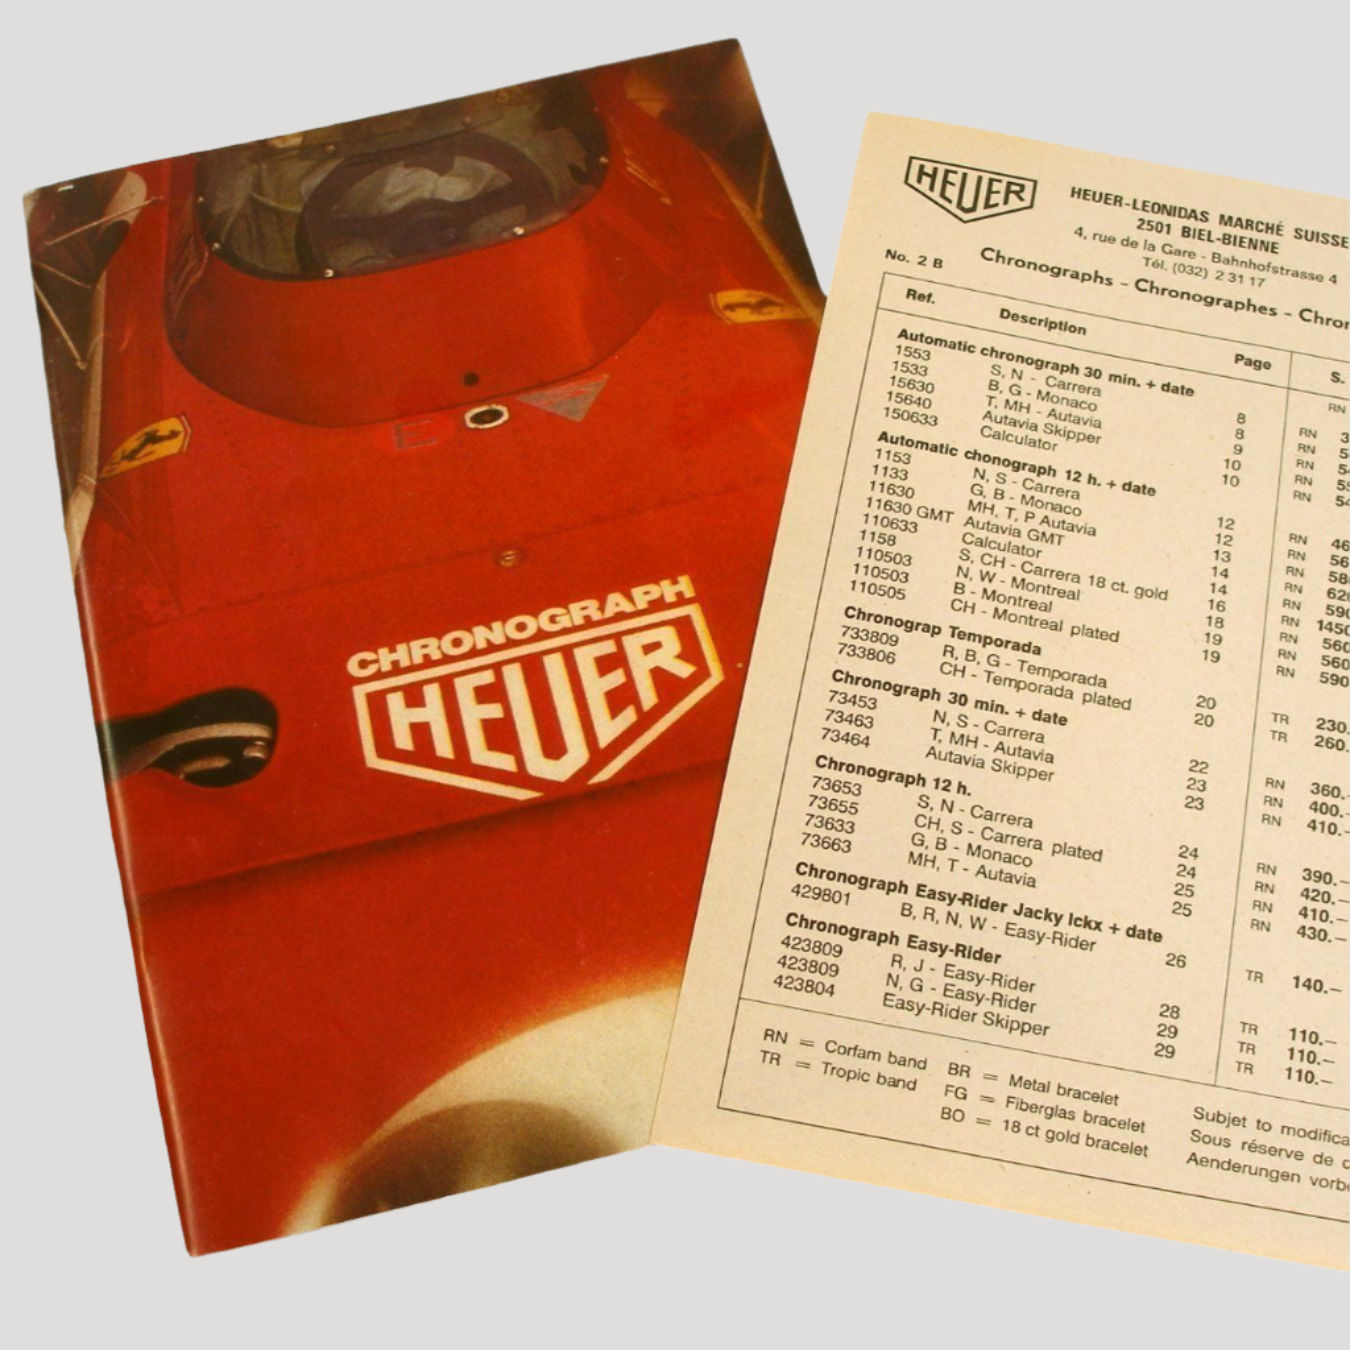 CHRONOGRAPH
HEUER
HEUER
HEUER-LEONIDAS MARCHÉ SUISSE
2501 BIEL-BIENNE
4, rue de la Gare - Bahnhofstrasse 4
Tél. (032) 2 31 17
No. 2 B
Chronographs - Chronographes - Chron
Ref. Description Page S.
Automatic chronograph 30 min. + date RN
1553 S, N - Carrera 8 RN
1533 B, G - Monaco 8 RN
15630 T, MH - Autavia 9 RN
15640 Autavia Skipper 10 RN
150633 Calculator 10 RN
Automatic chonograph 12 h. + date
1153 N, S - Carrera 12 RN
1133 G, B - Monaco 12 RN
11630 MH, T, P Autavia 13 RN
11630 GMT Autavia GMT 14 RN
110633 Calculator 14 RN
1158 S, CH - Carrera 18 ct. gold 16 RN 1450
110503 N, W - Montreal 18 RN 560
110503 B - Montreal 19 RN 560
110505 CH - Montreal plated 19 RN 590
Chronograp Temporada
733809 R, B, G - Temporada 20 TR 230.
733806 CH - Temporada plated 20 TR 260.
Chronograph 30 min. + date
73453 N, S - Carrera 22 RN 360.-
73463 T, MH - Autavia 23 RN 400.-
73464 Autavia Skipper 23 RN 410.-
Chronograph 12 h.
73653 S, N - Carrera 24 RN 390.—
73655 CH, S - Carrera plated 24 RN 420.—
73633 G, B - Monaco 25 RN 410.—
73663 MH, T - Autavia 25 RN 430.—
Chronograph Easy-Rider Jacky Ickx + date
429801 B, R, N, W - Easy-Rider 26 TR 140.—
Chronograph Easy-Rider
423809 R, J - Easy-Rider 28 TR 110.—
423809 N, G - Easy-Rider 29 TR 110.—
423804 Easy-Rider Skipper 29 TR 110.—
RN = Corfam band BR = Metal bracelet
TR = Tropic band FG = Fiberglas bracelet
BO = 18 ct gold bracelet
Subjet to modifica
Sous réserve de
Aenderungen vorbe